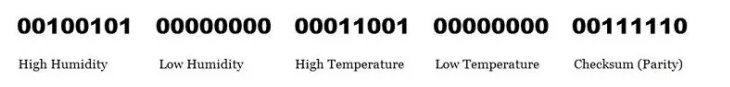 00100101 00000000 00011001 00000000 00111110
High Humidity Low Humidity High Temperature Low Temperature Checksum (Parity)